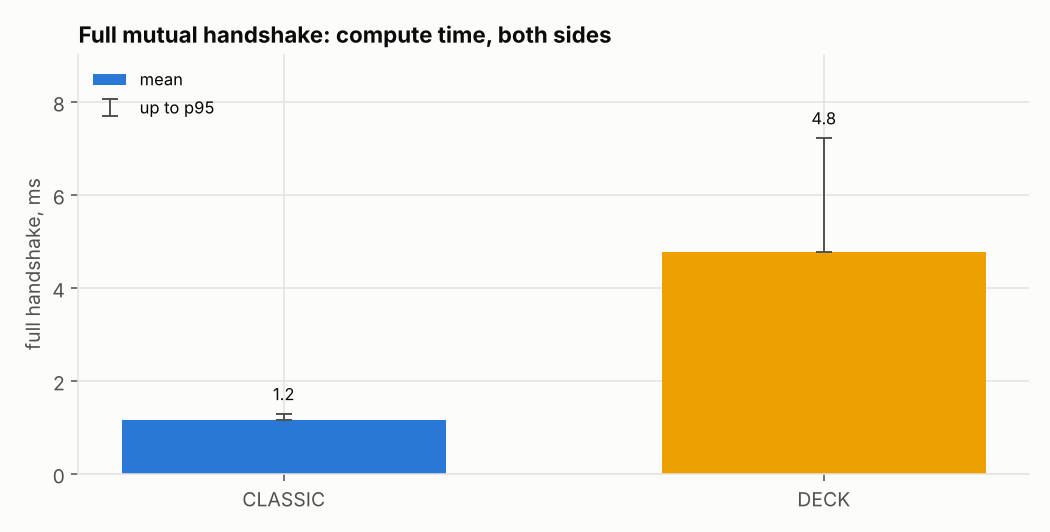 Full mutual handshake: compute time, both sides
mean
up to p95
full handshake, ms
8
6
4
2
0
4.8
1.2
CLASSIC
DECK